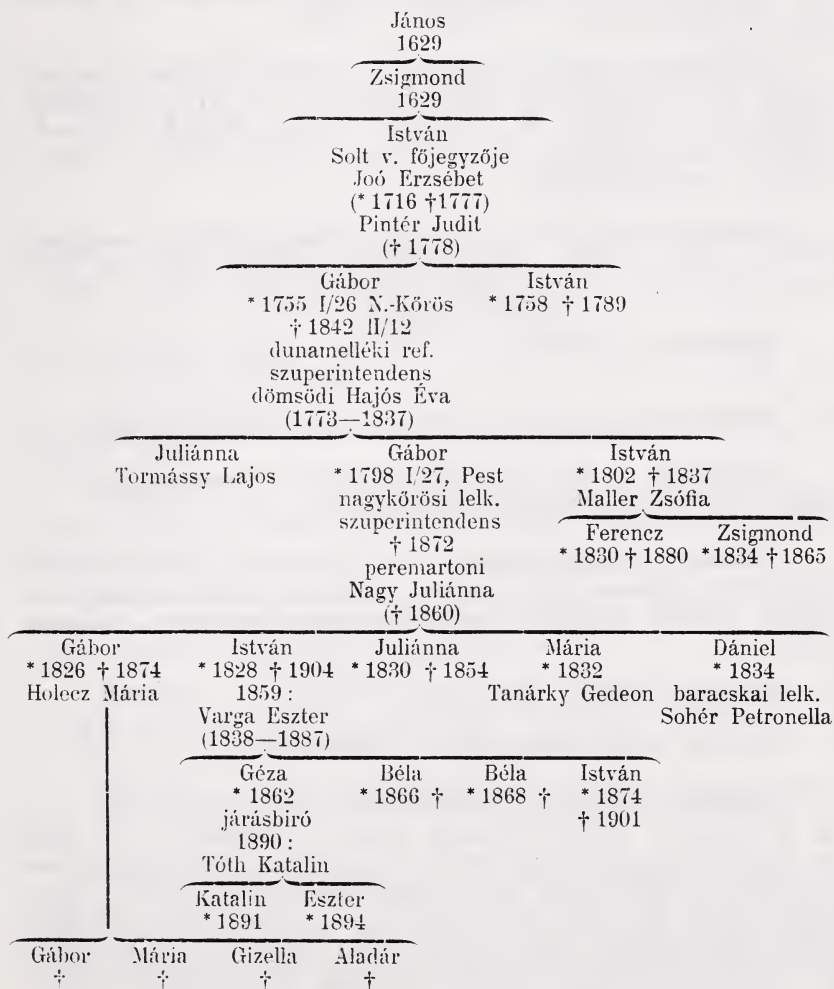 János
1629
Zsigmond
1629
István
Solt v. főjegyzője
Joó Erzsébet
(* 1716 †1777)
Pintér Judit
(† 1778)
Gábor István
* 1755 I/26 N.-Kőrös * 1758 † 1789
† 1842 II/12
dunamelléki ref.
szuperintendens
dömsödi Hajós Éva
(1773—1837)
Juliánna Gábor István
Tormássy Lajos * 1798 I/27, Pest * 1802 † 1837
nagykőrösi lelk. Maller Zsófia
szuperintendens Ferencz Zsigmond
† 1872 * 1830 † 1880 * 1834 † 1865
peremartoni
Nagy Juliánna
(† 1860)
Gábor István Juliánna Mária Dániel
* 1826 † 1874 * 1828 † 1904 * 1830 † 1854 * 1832 * 1834
Holecz Mária 1859 : Tanárky Gedeon baracskai lelk.
Varga Eszter Sohér Petronella
(1838—1887)
Géza Béla Béla István
* 1862 * 1866 † * 1868 † * 1874
járásbiró † 1901
1890 :
Tóth Katalin
Katalin Eszter
* 1891 * 1894
Gábor Mária Gizella Aladár
† † † †